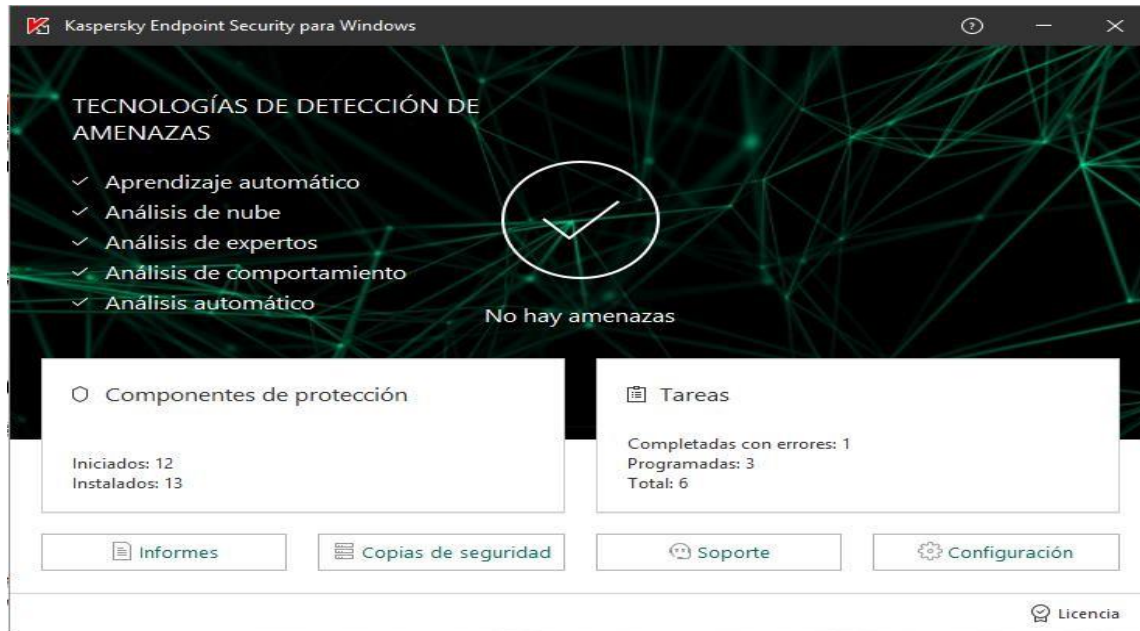 Kaspersky Endpoint Security para Windows
TECNOLOGÍAS DE DETECCIÓN DE
AMENAZAS
Aprendizaje automático
Análisis de nube
Análisis de expertos
Análisis de comportamiento
Análisis automático
No hay amenazas
Componentes de protección
Iniciados: 12
Instalados: 13
Tareas
Completadas con errores: 1
Programadas: 3
Total: 6
Informes
Copias de seguridad
Soporte
Configuración
Licencia